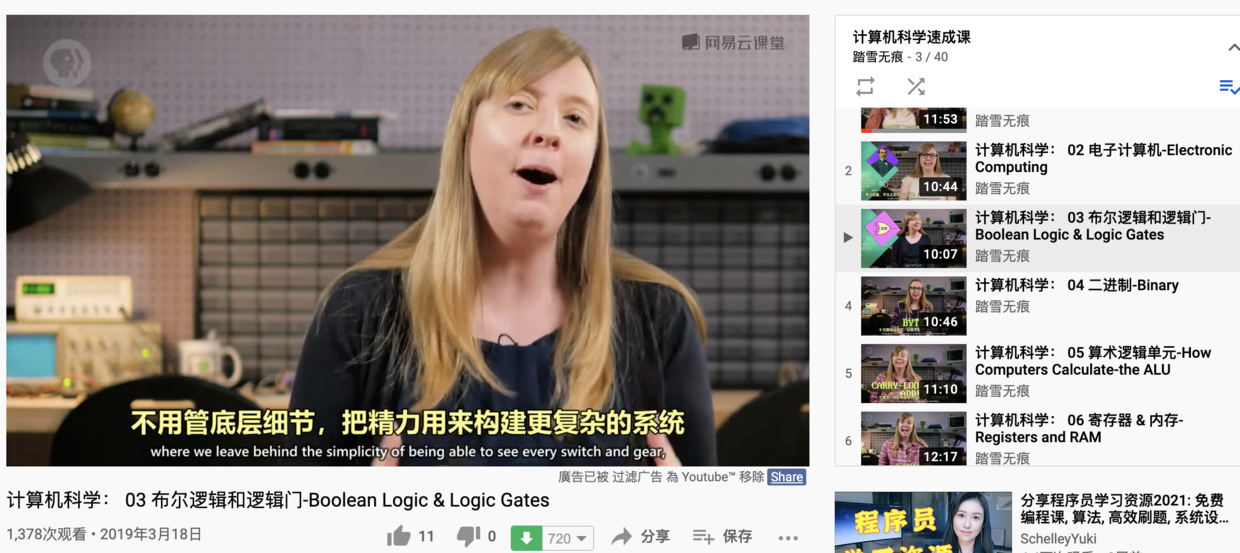 网易云课堂
不用管底层细节，把精力用来构建更复杂的系统
where we leave behind the simplicity of being able to see every switch and gear,
廣告已被 过滤广告 為 Youtube™ 移除 Share
计算机科学： 03 布尔逻辑和逻辑门-Boolean Logic & Logic Gates
1,378次观看 • 2019年3月18日
11
0
720
分享
保存
计算机科学速成课
踏雪无痕 - 3 / 40
11:53
踏雪无痕
2
10:44
计算机科学： 02 电子计算机-Electronic
Computing
踏雪无痕
10:07
计算机科学： 03 布尔逻辑和逻辑门-
Boolean Logic & Logic Gates
踏雪无痕
4
BYT
10:46
计算机科学： 04 二进制-Binary
踏雪无痕
5
CARRY-LOO
11:10
计算机科学： 05 算术逻辑单元-How
Computers Calculate-the ALU
踏雪无痕
6
12:17
计算机科学： 06 寄存器 & 内存-
Registers and RAM
踏雪无痕
程序员
分享程序员学习资源2021: 免费
编程课, 算法, 高效刷题, 系统设...
SchelleyYuki